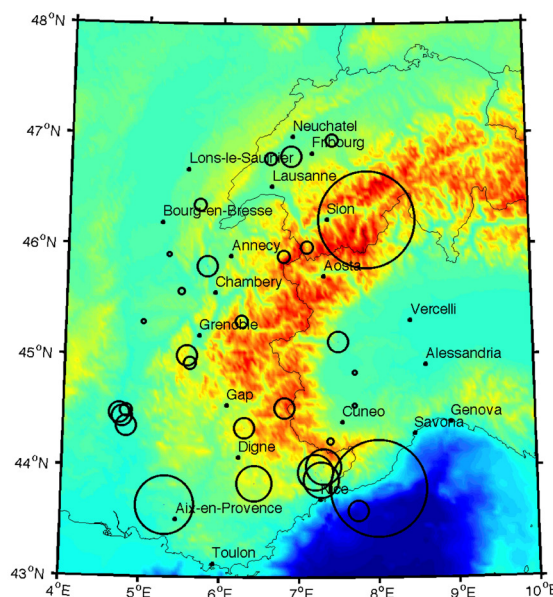 48°N
47°N
Neuchatel
Fribourg
Lons-le-Saunier
Lausanne
Bourg-en-Bresse
Sion
46°N
Annecy
Aosta
Chambery
Vercelli
Grenoble
45°N
Alessandria
Gap
Cuneo
Genova
Savona
Digne
44°N
Nice
Aix-en-Provence
Toulon
43°N
4°E
5°E
6°E
7°E
8°E
9°E
10°E